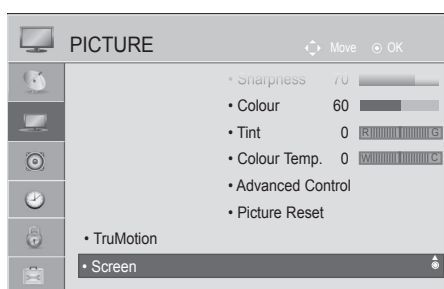 PICTURE Move OK
• Sharpness 70
• Colour 60
• Tint 0 R G
• Colour Temp. 0 W C
• Advanced Control
• Picture Reset
• TruMotion
• Screen